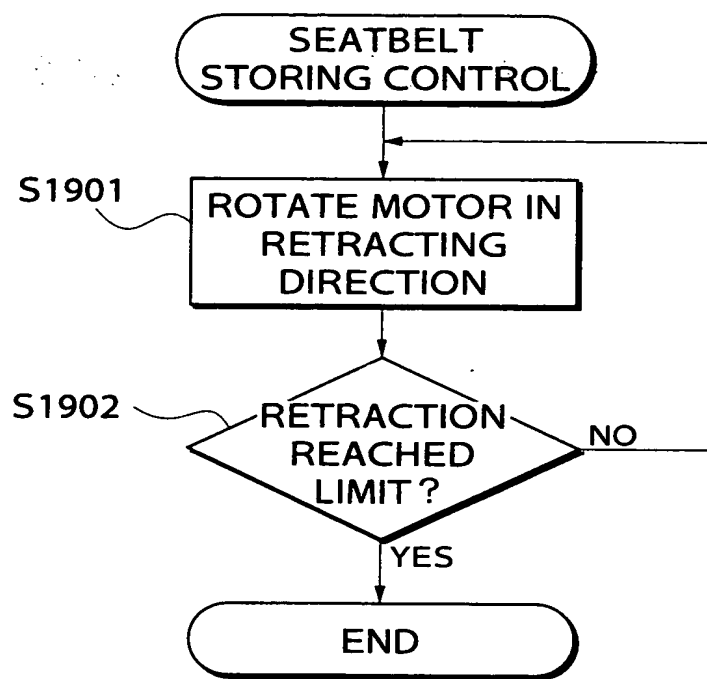 SEATBELT
STORING CONTROL
S1901
ROTATE MOTOR IN
RETRACTING
DIRECTION
S1902
RETRACTION
REACHED
LIMIT?
NO
YES
END